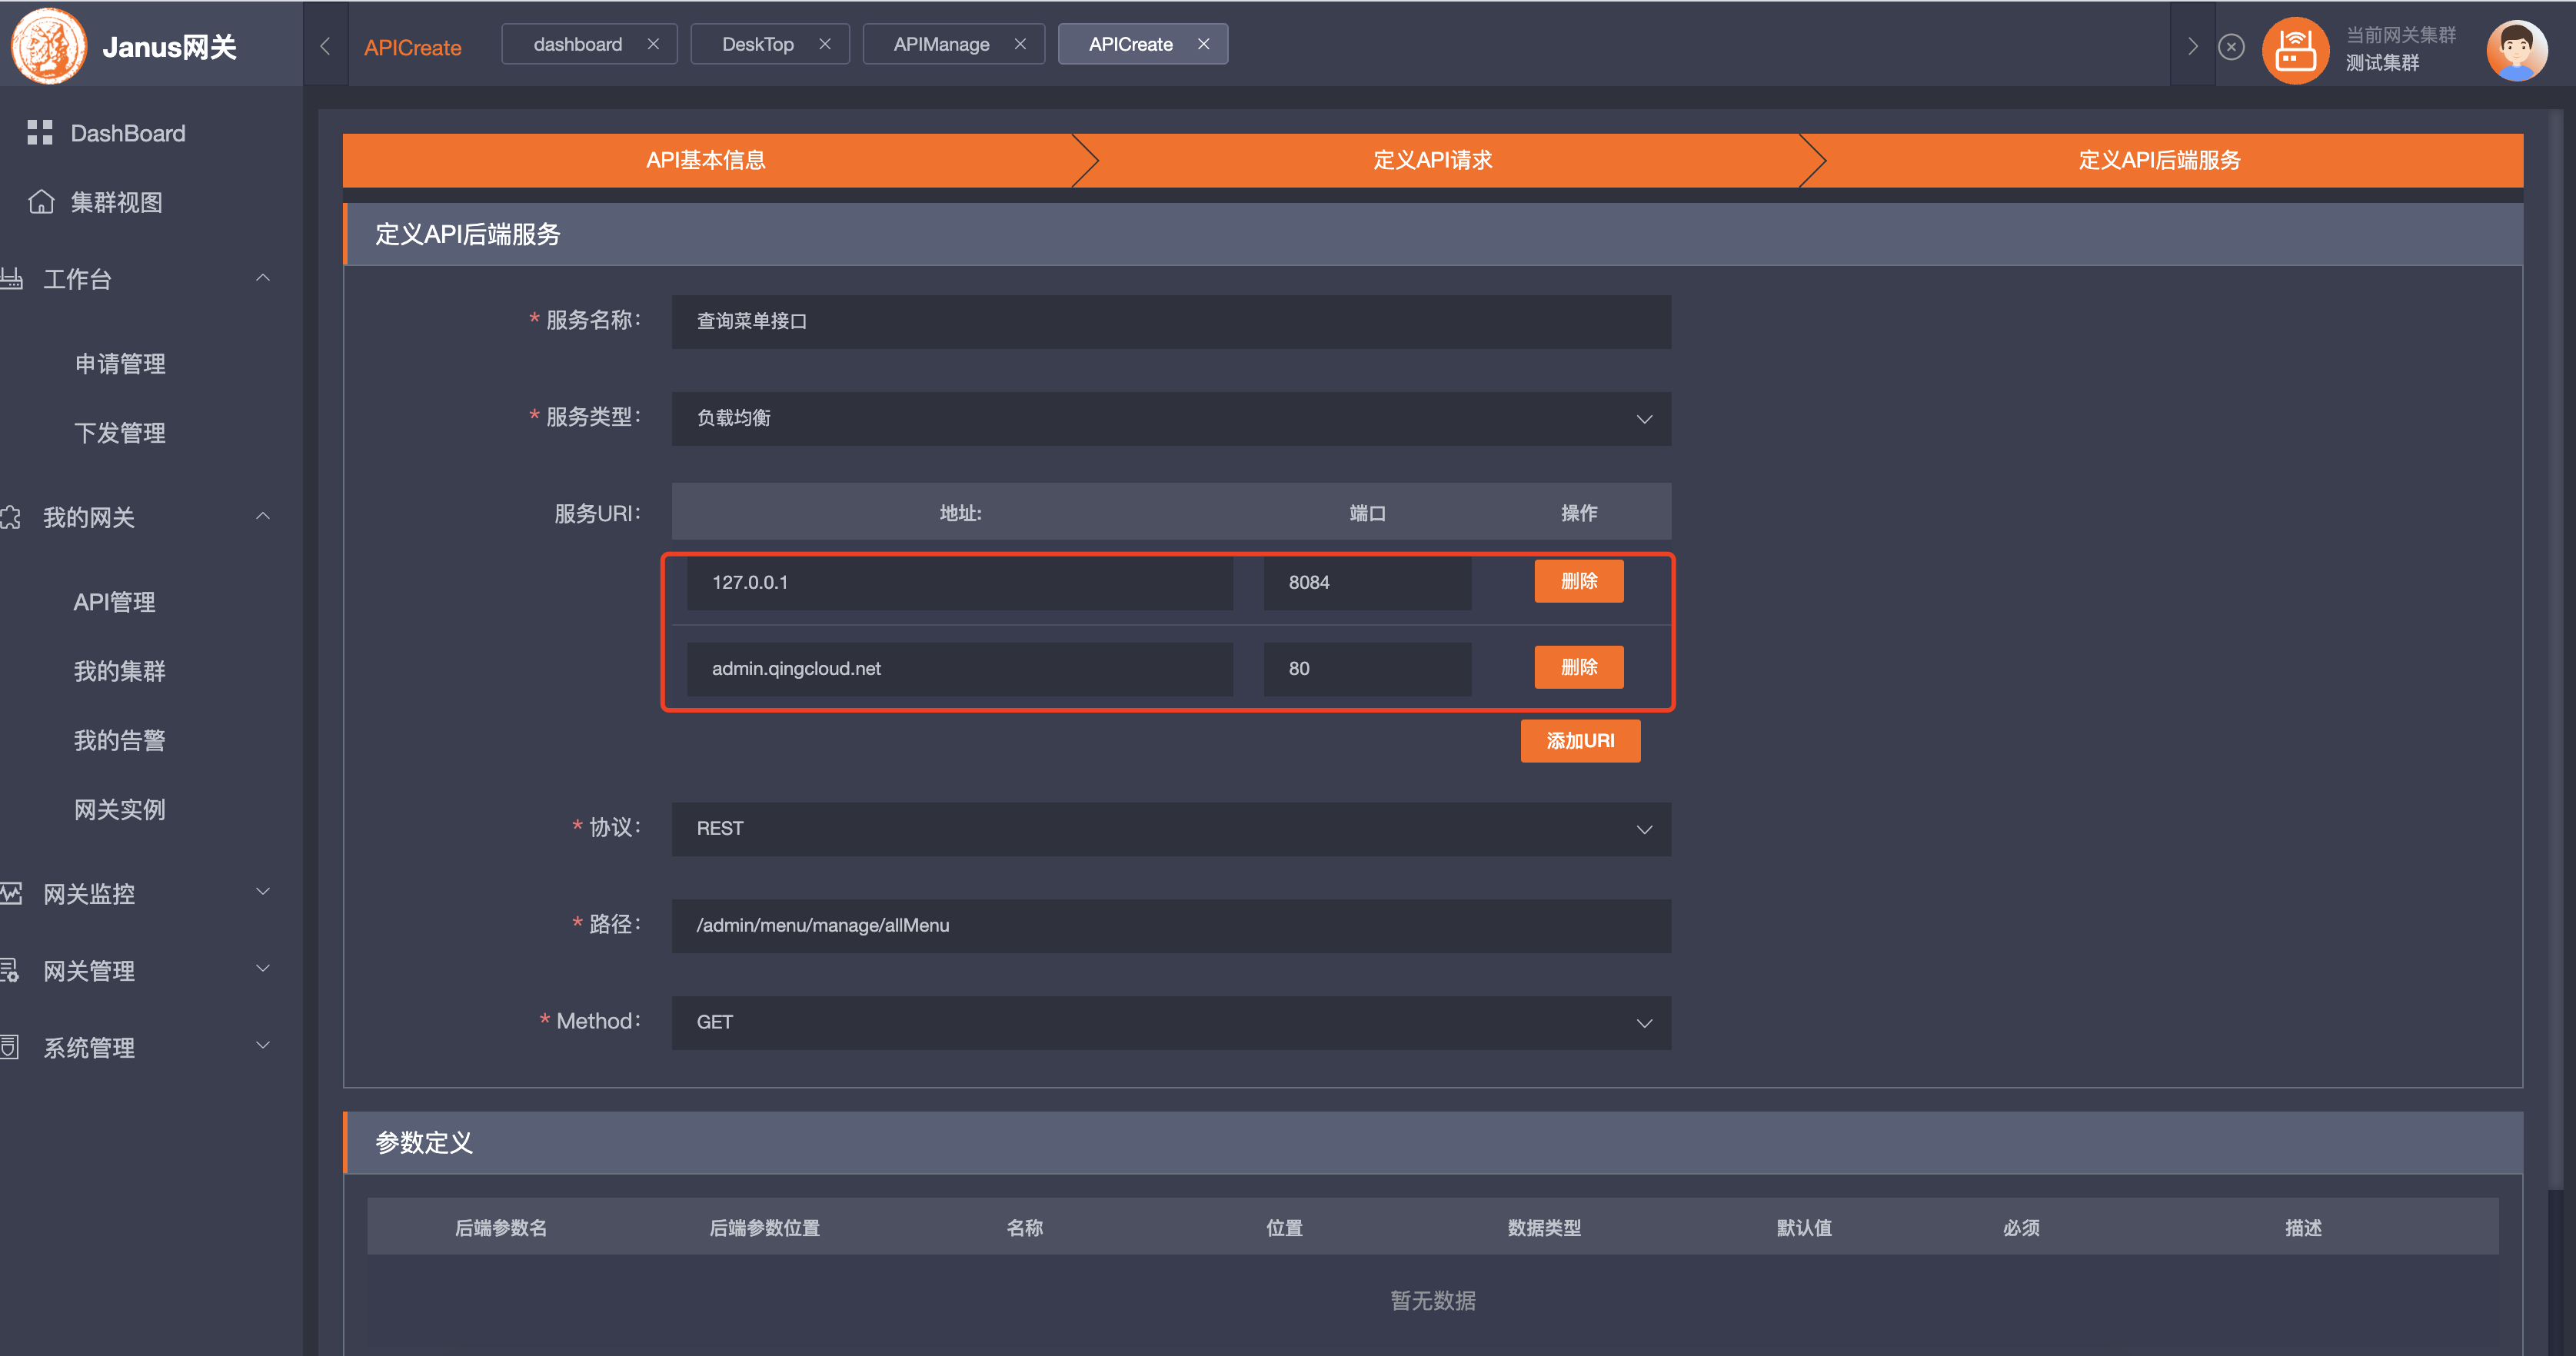 Janus网关
APICreate
dashboard
DeskTop
APIManage
APICreate
当前网关集群
测试集群
DashBoard
集群视图
工作台
申请管理
下发管理
我的网关
API管理
我的集群
我的告警
网关实例
网关监控
网关管理
系统管理
API基本信息
定义API请求
定义API后端服务
定义API后端服务
* 服务名称：
查询菜单接口
* 服务类型：
负载均衡
服务URI：
地址: 端口 操作
127.0.0.1 8084 删除
admin.qingcloud.net 80 删除
添加URI
* 协议：
REST
* 路径：
/admin/menu/manage/allMenu
* Method：
GET
参数定义
后端参数名 后端参数位置 名称 位置 数据类型 默认值 必须 描述
暂无数据